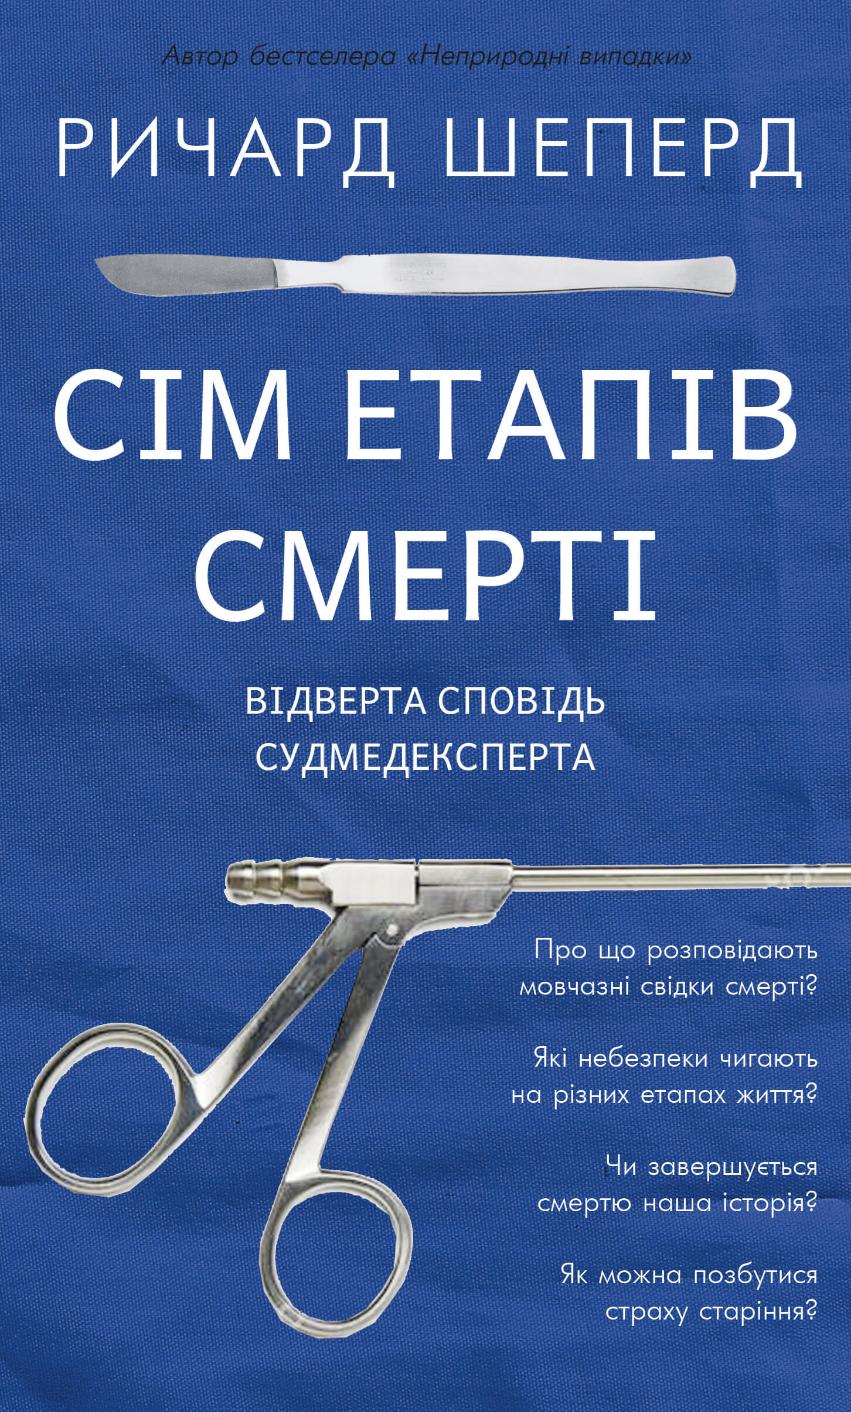 Автор бестселера «Неприродні випадки»
РИЧАРД ШЕПЕРД
СІМ ЕТАПІВ
СМЕРТІ
ВІДВЕРТА СПОВІДЬ
СУДМЕДЕКСПЕРТА
Про що розповідають
мовчазні свідки смерті?
Які небезпеки чигають
на різних етапах життя?
Чи завершується
смертю наша історія?
Як можна позбутися
страху старіння?